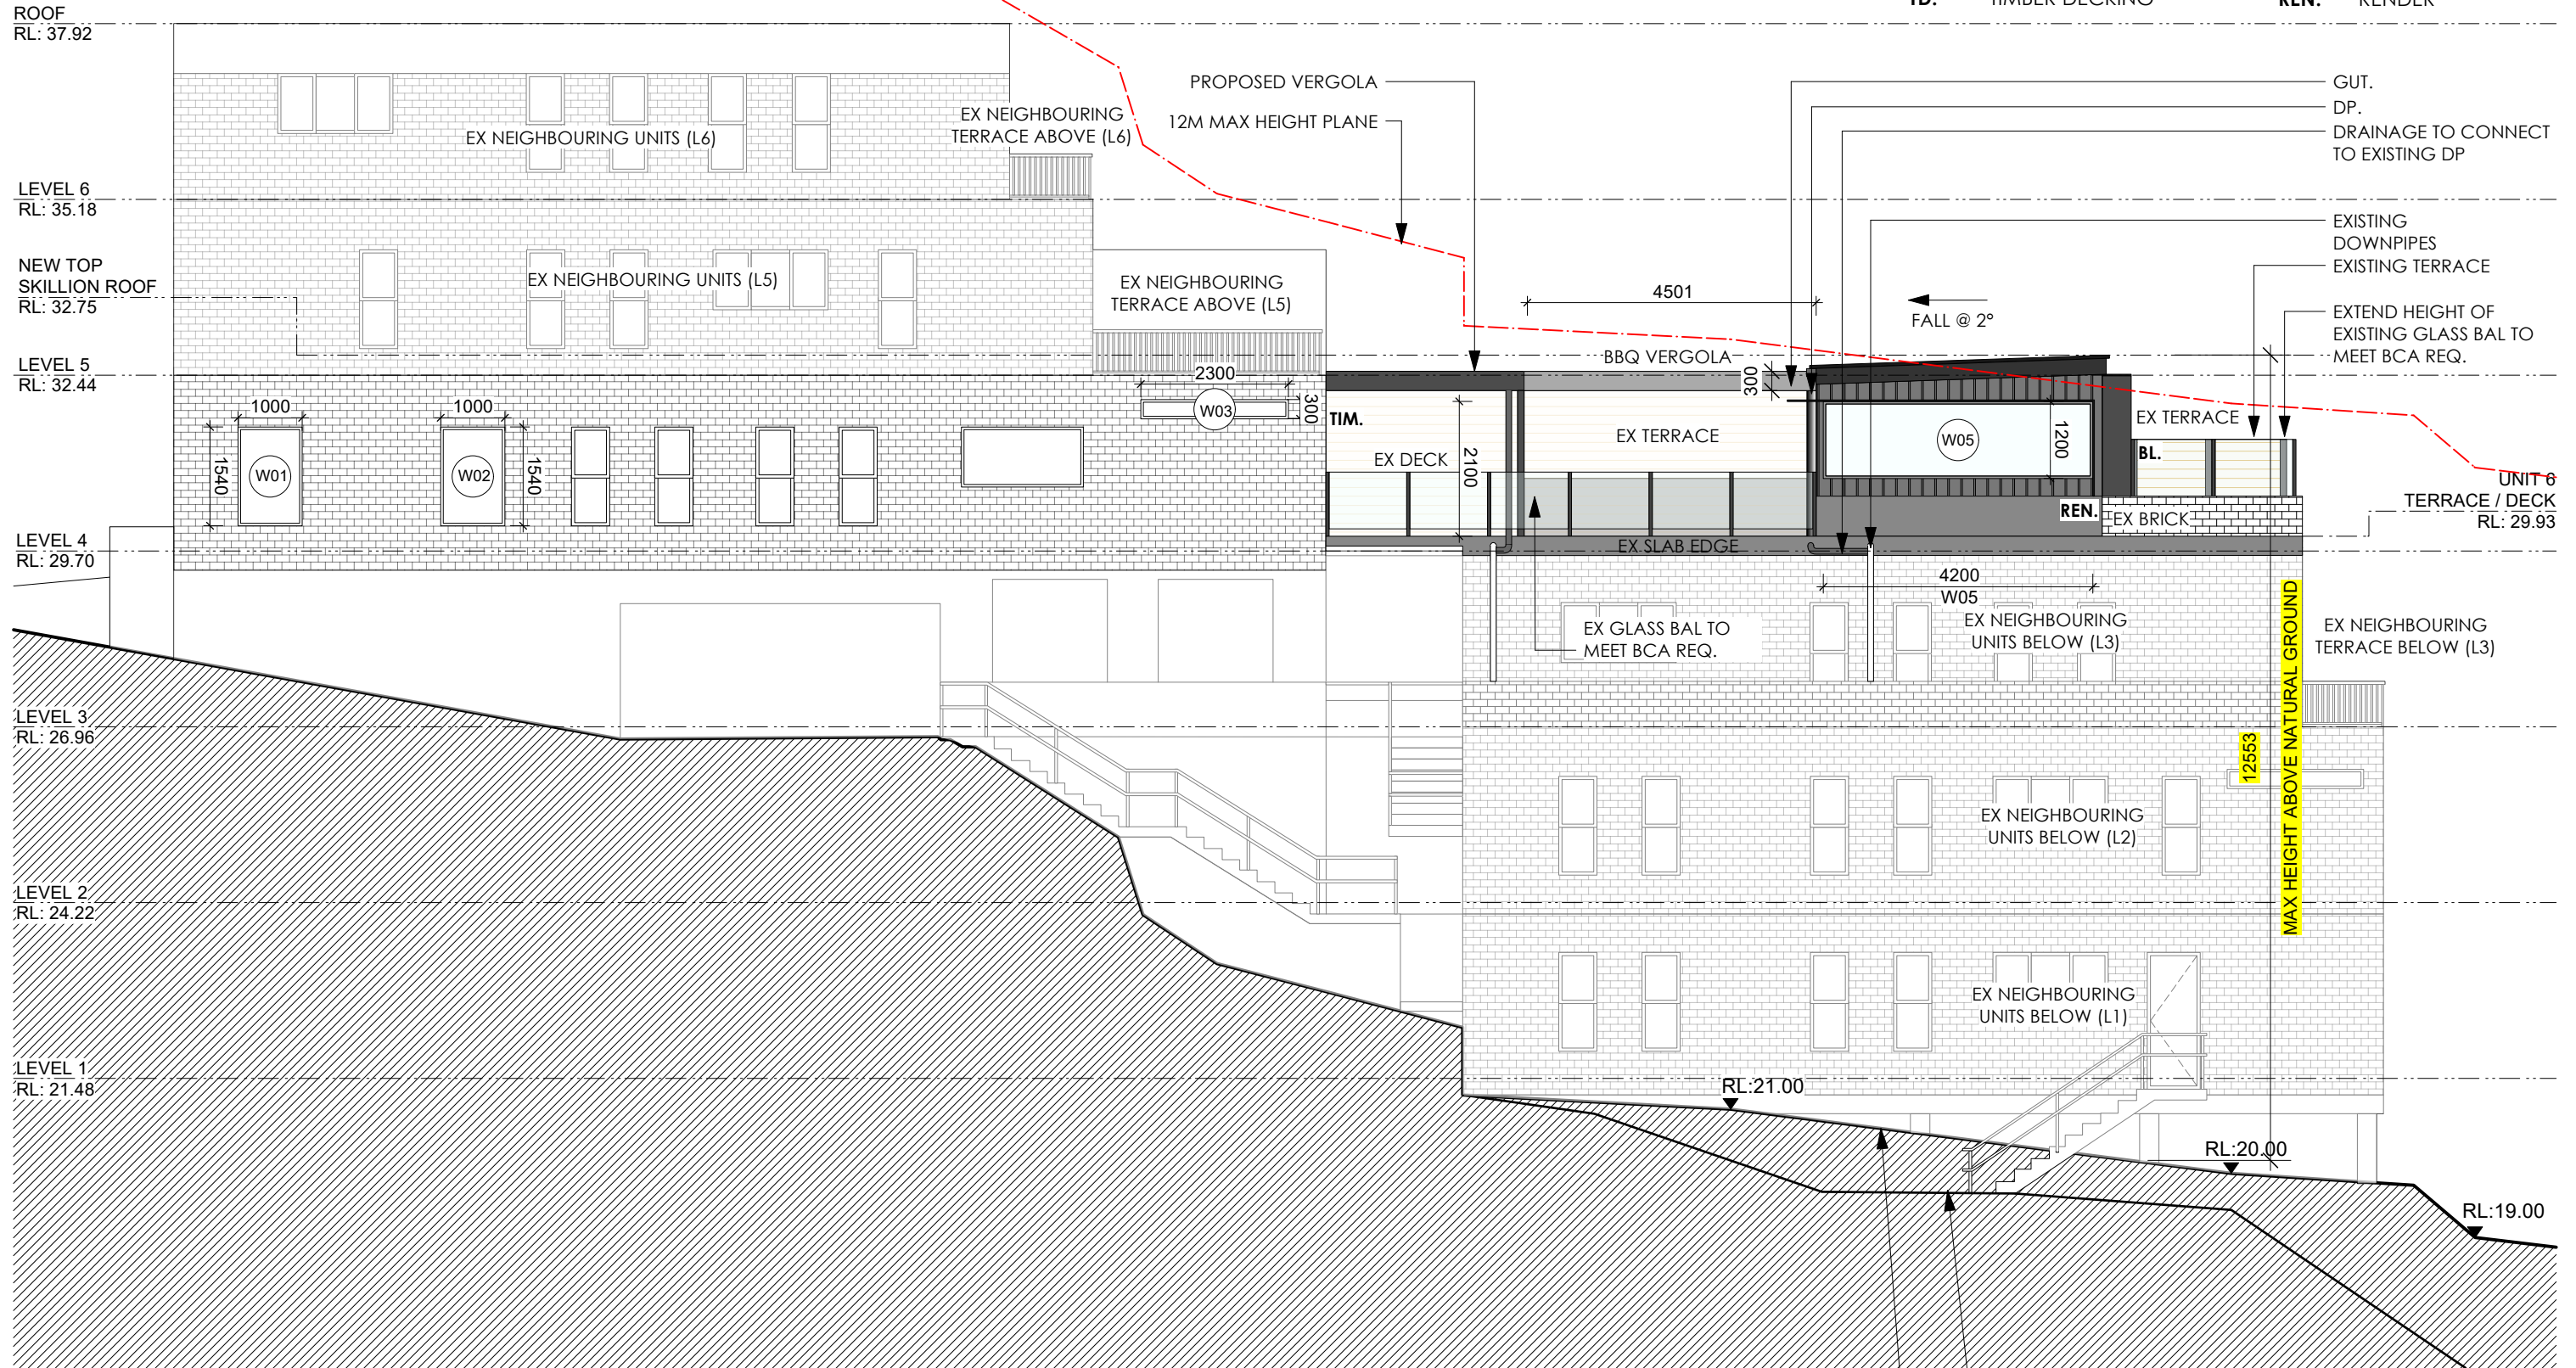 TD. TIMBER DECKING REN. RENDER
ROOF
RL: 37.92
PROPOSED VERGOLA
GUT.
EX NEIGHBOURING
TERRACE ABOVE (L6)
12M MAX HEIGHT PLANE
DP.
EX NEIGHBOURING UNITS (L6)
DRAINAGE TO CONNECT
TO EXISTING DP
LEVEL 6
RL: 35.18
EXISTING
DOWNPIPES
EXISTING TERRACE
NEW TOP
SKILLION ROOF
RL: 32.75
EX NEIGHBOURING UNITS (L5)
EX NEIGHBOURING
TERRACE ABOVE (L5)
4501
FALL @ 2°
EXTEND HEIGHT OF
EXISTING GLASS BAL TO
MEET BCA REQ.
BBQ VERGOLA
LEVEL 5
RL: 32.44
2300
300
1000
1000
W03
300
TIM.
EX TERRACE
EX TERRACE
W05
1200
EX DECK
2100
BL.
1540
W01
W02
1540
UNIT 6
TERRACE / DECK
RL: 29.93
REN.
EX BRICK
LEVEL 4
RL: 29.70
EX SLAB EDGE
4200
W05
EX GLASS BAL TO
MEET BCA REQ.
EX NEIGHBOURING
UNITS BELOW (L3)
EX NEIGHBOURING
TERRACE BELOW (L3)
MAX HEIGHT ABOVE NATURAL GROUND
12553
LEVEL 3
RL: 26.96
EX NEIGHBOURING
UNITS BELOW (L2)
LEVEL 2
RL: 24.22
EX NEIGHBOURING
UNITS BELOW (L1)
LEVEL 1
RL: 21.48
RL:21.00
RL:20.00
RL:19.00